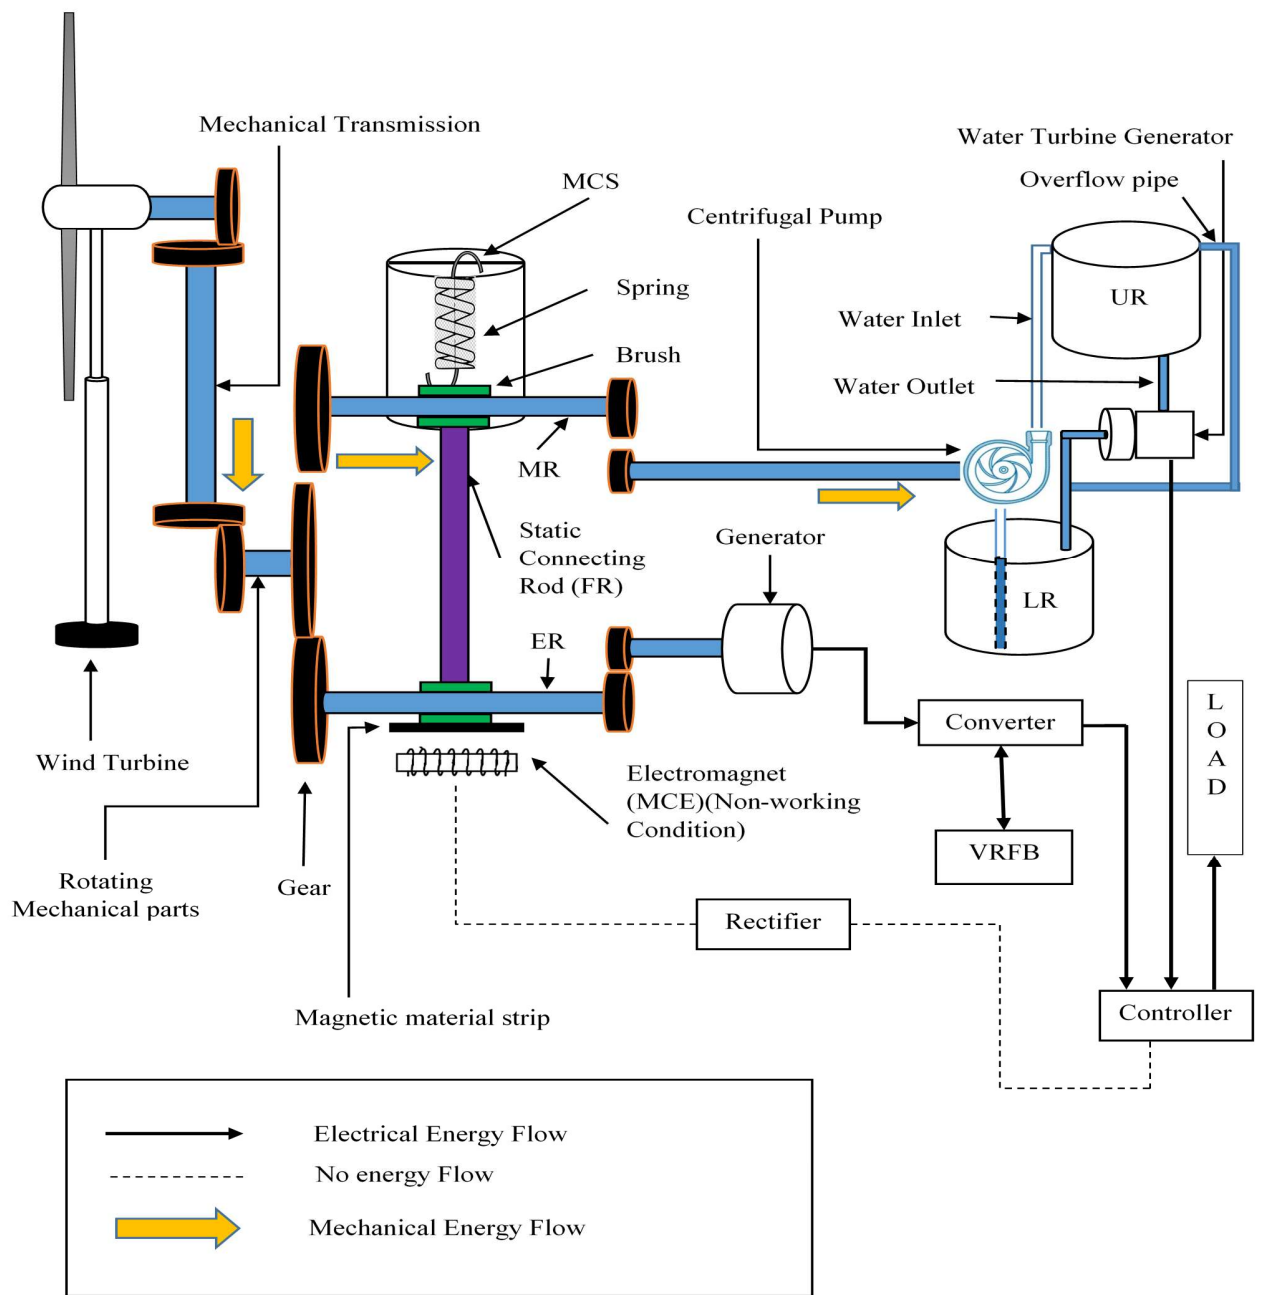 Mechanical Transmission
Water Turbine Generator
Overflow pipe
MCS
Centrifugal Pump
Spring
UR
Water Inlet
Brush
Water Outlet
MR
Static
Connecting
Rod (FR)
Generator
LR
ER
L
O
A
D
Converter
Wind Turbine
Electromagnet
(MCE)(Non-working
Condition)
VRFB
Rotating
Mechanical parts
Gear
Rectifier
Magnetic material strip
Controller
Electrical Energy Flow
No energy Flow
Mechanical Energy Flow